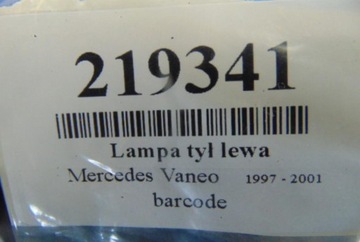 219341
Lampa tył lewa
Mercedes Vaneo 1997 - 2001
barcode